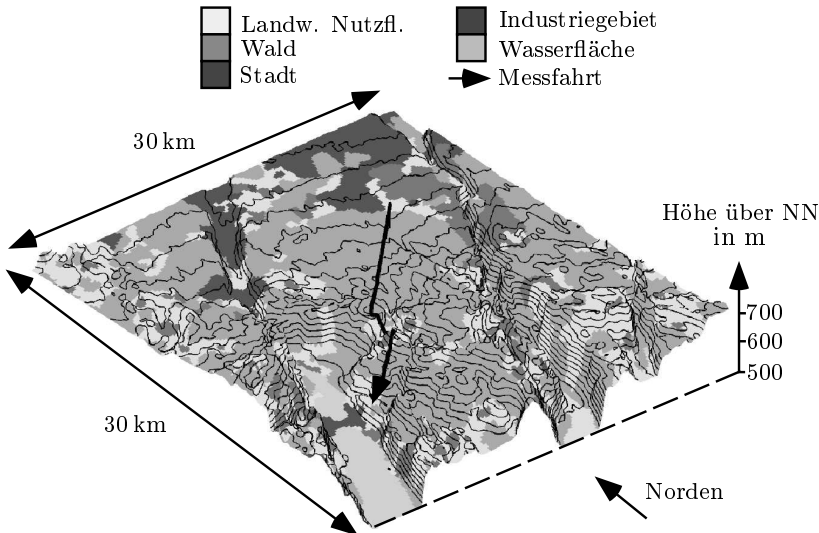 Landw. Nutzfl.
Wald
Stadt
Industriegebiet
Wasserfläche
Messfahrt
30 km
Höhe über NN
in m
700
600
500
30 km
Norden